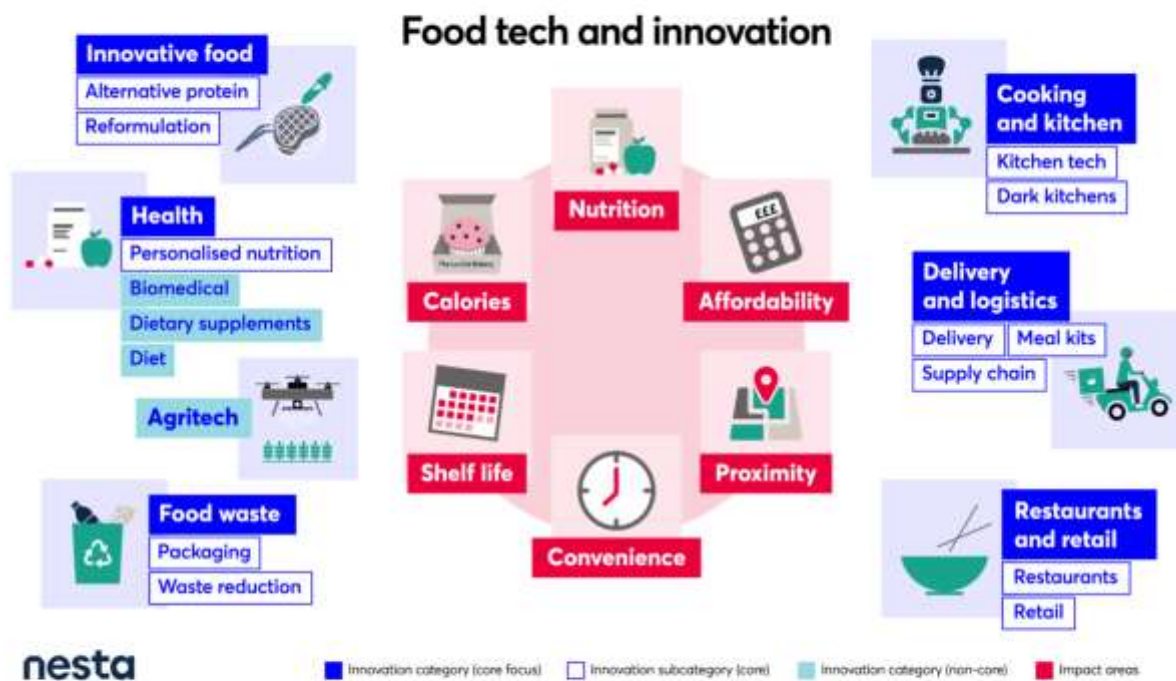 Food tech and innovation
Innovative food
Alternative protein
Reformulation
Health
Personalised nutrition
Biomedical
Dietary supplements
Diet
Agritech
Food waste
Packaging
Waste reduction
Nutrition
Calories
£££
Affordability
Shelf life
Proximity
Convenience
Cooking
and kitchen
Kitchen tech
Dark kitchens
Delivery
and logistics
Delivery
Meal kits
Supply chain
Restaurants
and retail
Restaurants
Retail
nesta
Innovation category (core focus)
Innovation subcategory (core)
Innovation category (non-core)
Impact areas